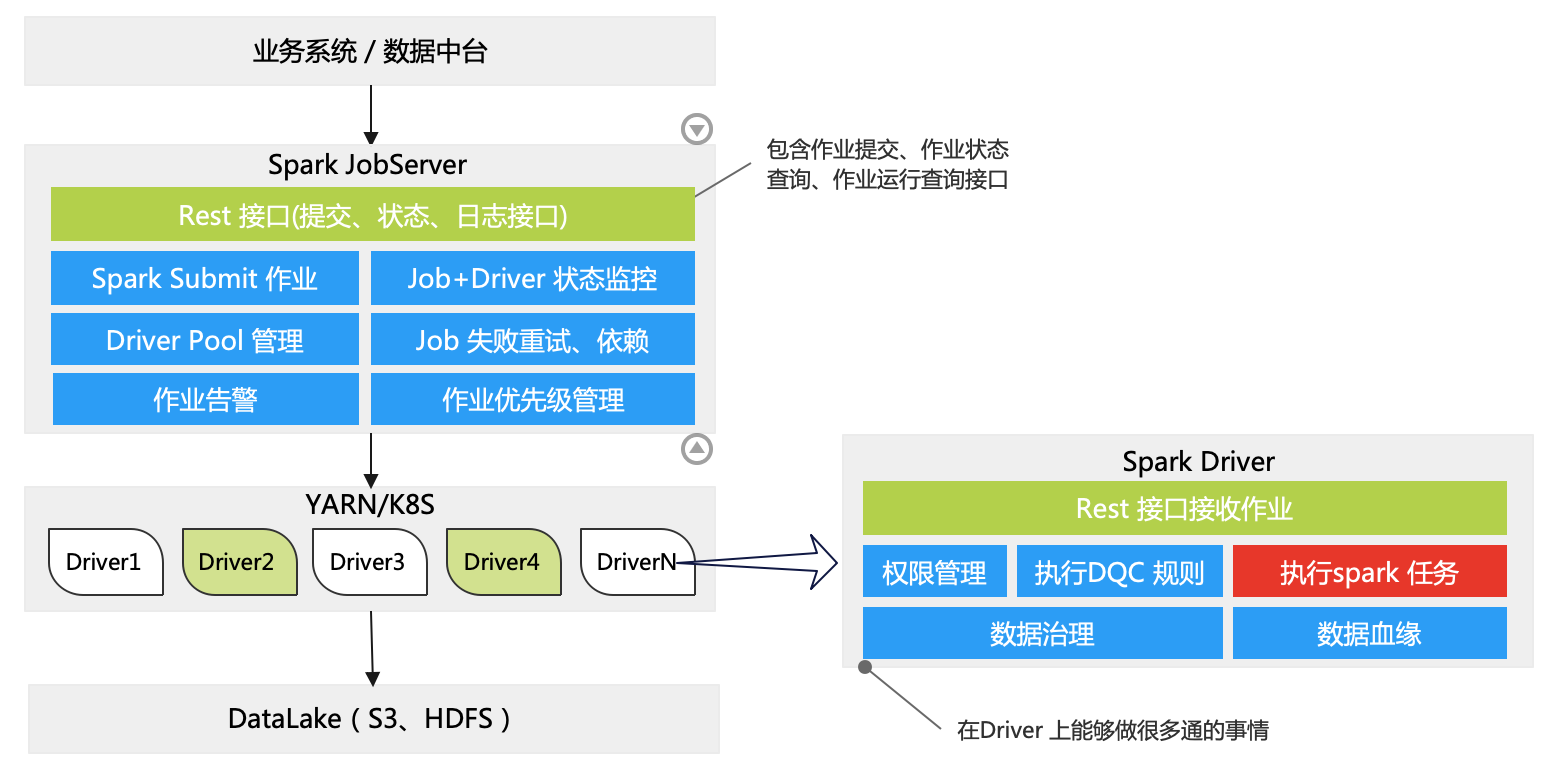 业务系统 / 数据中台
Spark JobServer
包含作业提交、作业状态
查询、作业运行查询接口
Rest 接口(提交、状态、日志接口)
Spark Submit 作业
Job+Driver 状态监控
Driver Pool 管理
Job 失败重试、依赖
作业告警
作业优先级管理
YARN/K8S
Driver1
Driver2
Driver3
Driver4
DriverN
Spark Driver
Rest 接口接收作业
权限管理
执行DQC 规则
执行spark 任务
数据治理
数据血缘
DataLake（S3、HDFS）
在Driver 上能够做很多通的事情